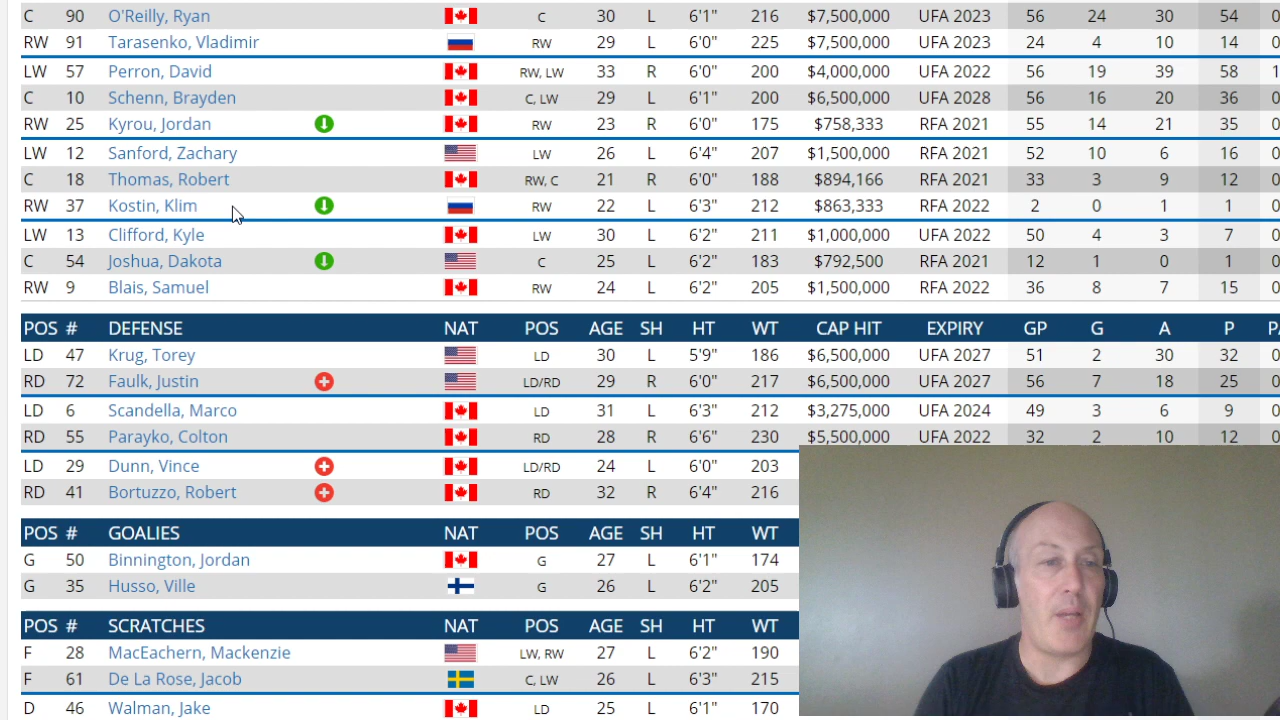 C 90 O'Reilly, Ryan C 30 L 6'1" 216 $7,500,000 UFA 2023 56 24 30 54 0
RW 91 Tarasenko, Vladimir RW 29 L 6'0" 225 $7,500,000 UFA 2023 24 4 10 14 0
LW 57 Perron, David RW, LW 33 R 6'0" 200 $4,000,000 UFA 2022 56 19 39 58 1
C 10 Schenn, Brayden C, LW 29 L 6'1" 200 $6,500,000 UFA 2028 56 16 20 36 0
RW 25 Kyrou, Jordan RW 23 R 6'0" 175 $758,333 RFA 2021 55 14 21 35 0
LW 12 Sanford, Zachary LW 26 L 6'4" 207 $1,500,000 RFA 2021 52 10 6 16 0
C 18 Thomas, Robert RW, C 21 R 6'0" 188 $894,166 RFA 2021 33 3 9 12 0
RW 37 Kostin, Klim RW 22 L 6'3" 212 $863,333 RFA 2022 2 0 1 1 0
LW 13 Clifford, Kyle LW 30 L 6'2" 211 $1,000,000 UFA 2022 50 4 3 7 0
C 54 Joshua, Dakota C 25 L 6'2" 183 $792,500 RFA 2021 12 1 0 1 0
RW 9 Blais, Samuel RW 24 L 6'2" 205 $1,500,000 RFA 2022 36 8 7 15 0
POS # DEFENSE NAT POS AGE SH HT WT CAP HIT EXPIRY GP G A P
LD 47 Krug, Torey LD 30 L 5'9" 186 $6,500,000 UFA 2027 51 2 30 32 0
RD 72 Faulk, Justin LD/RD 29 R 6'0" 217 $6,500,000 UFA 2027 56 7 18 25 0
LD 6 Scandella, Marco LD 31 L 6'3" 212 $3,275,000 UFA 2024 49 3 6 9 0
RD 55 Parayko, Colton RD 28 R 6'6" 230 $5,500,000 UFA 2022 32 2 10 12 0
LD 29 Dunn, Vince LD/RD 24 L 6'0" 203
RD 41 Bortuzzo, Robert RD 32 R 6'4" 216
POS # GOALIES NAT POS AGE SH HT WT
G 50 Binnington, Jordan G 27 L 6'1" 174
G 35 Husso, Ville G 26 L 6'2" 205
POS # SCRATCHES NAT POS AGE SH HT WT
F 28 MacEachern, Mackenzie LW, RW 27 L 6'2" 190
F 61 De La Rose, Jacob C, LW 26 L 6'3" 215
D 46 Walman, Jake LD 25 L 6'1" 170